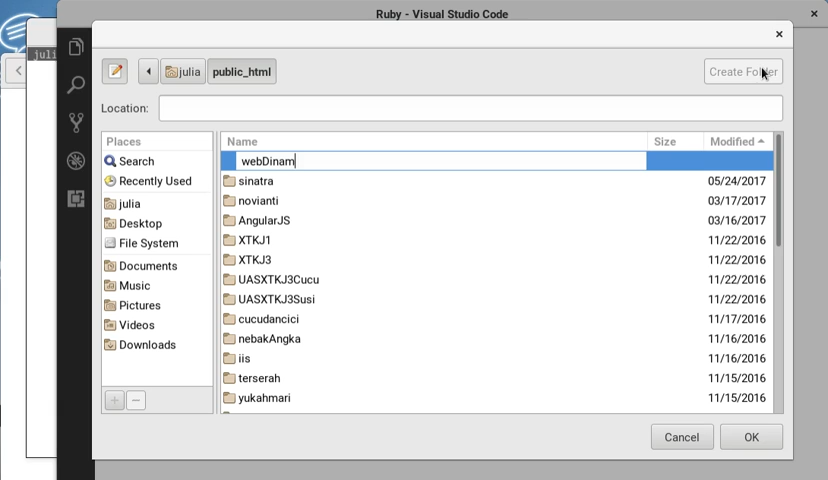 Ruby - Visual Studio Code
juli
julia
public_html
Create Folder
Location:
Places
Name
Size
Modified
Search
webDinam
Recently Used
sinatra
05/24/2017
julia
novianti
03/17/2017
Desktop
AngularJS
03/16/2017
File System
XTKJ1
11/22/2016
XTKJ3
11/22/2016
Documents
UASXTKJ3Cucu
11/22/2016
Music
UASXTKJ3Susi
11/22/2016
Pictures
cucudancici
11/17/2016
Videos
nebakAngka
11/16/2016
Downloads
iis
11/16/2016
terserah
11/15/2016
yukahmari
11/15/2016
Cancel
OK